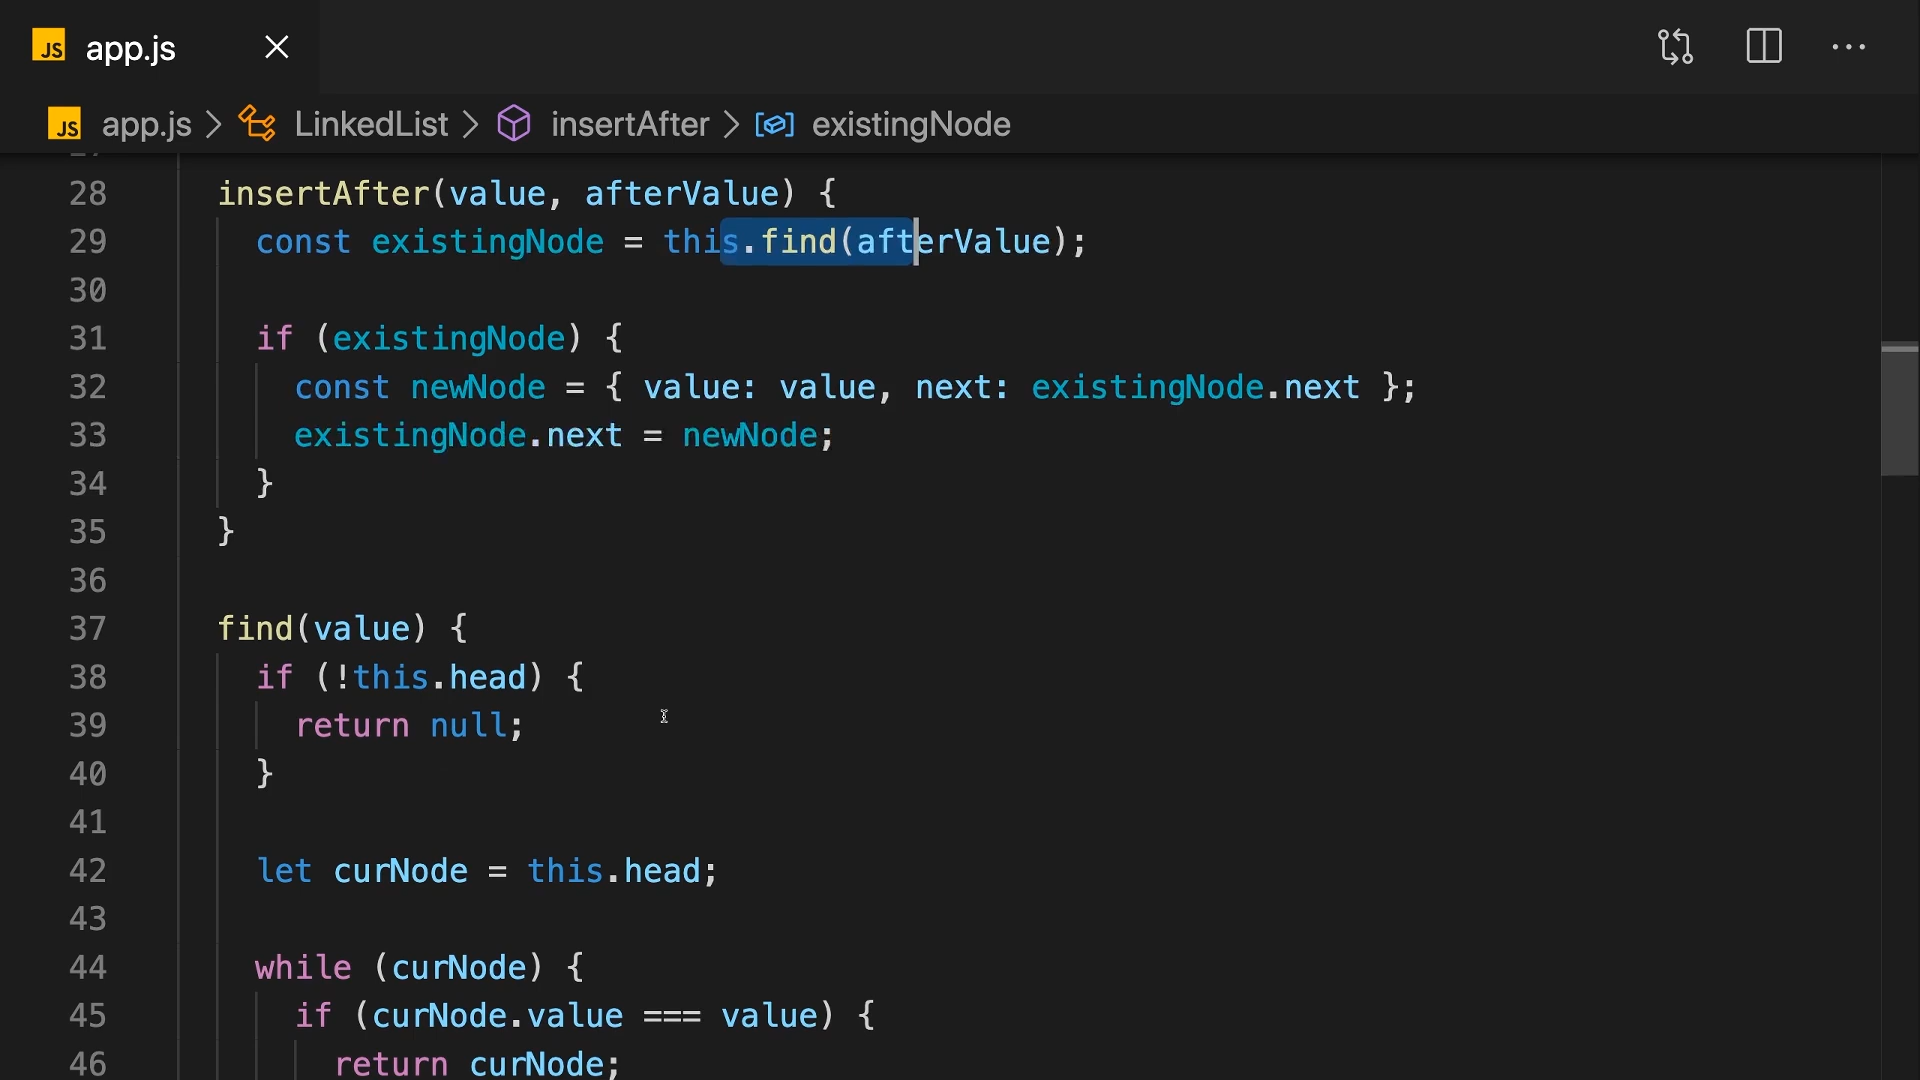 JS app.js
JS app.js > LinkedList > insertAfter > existingNode
28 insertAfter(value, afterValue) {
29 const existingNode = this.find(afterValue);
30
31 if (existingNode) {
32 const newNode = { value: value, next: existingNode.next };
33 existingNode.next = newNode;
34 }
35 }
36
37 find(value) {
38 if (!this.head) {
39 return null;
40 }
41
42 let curNode = this.head;
43
44 while (curNode) {
45 if (curNode.value === value) {
46 return curNode;